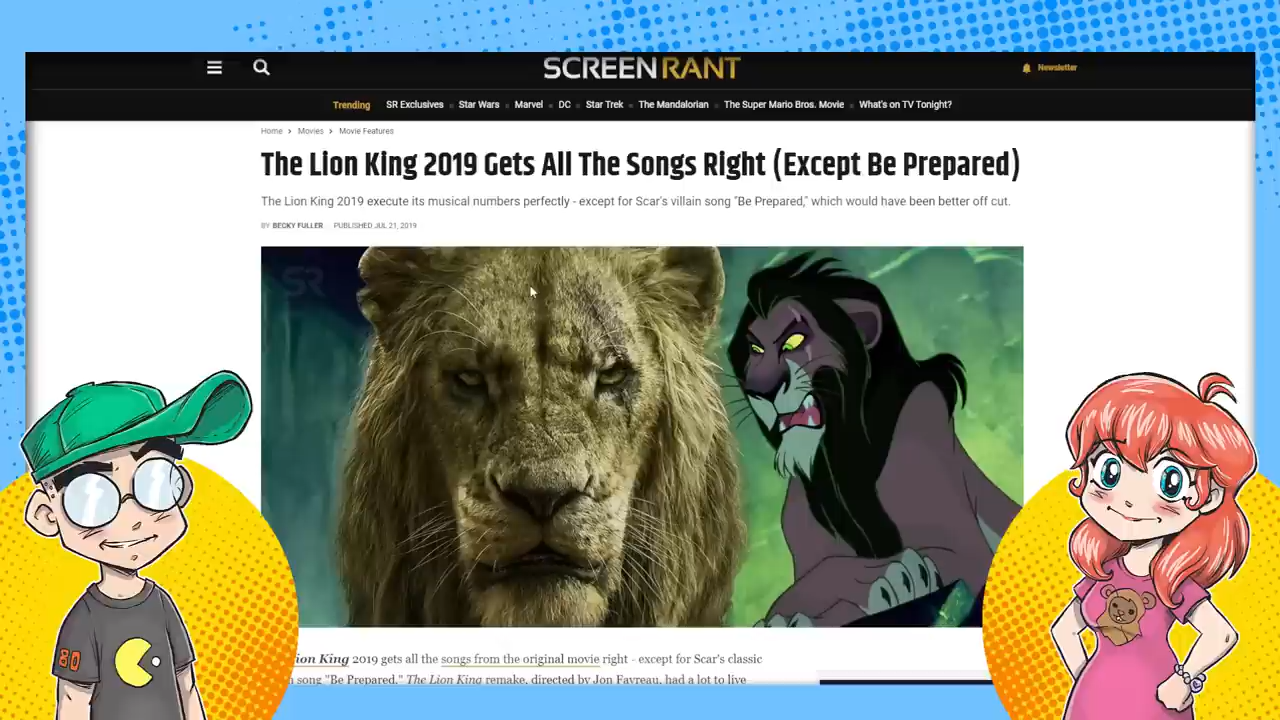 SCREENRANT
Newsletter
Trending SR Exclusives Star Wars Marvel DC Star Trek The Mandalorian The Super Mario Bros. Movie What's on TV Tonight?
Home > Movies > Movie Features
The Lion King 2019 Gets All The Songs Right (Except Be Prepared)
The Lion King 2019 execute its musical numbers perfectly - except for Scar's villain song "Be Prepared," which would have been better off cut.
BY BECKY FULLER PUBLISHED JUL 21, 2019
SR
ion King 2019 gets all the songs from the original movie right - except for Scar's classic
song "Be Prepared." The Lion King remake, directed by Jon Favreau, had a lot to live
80